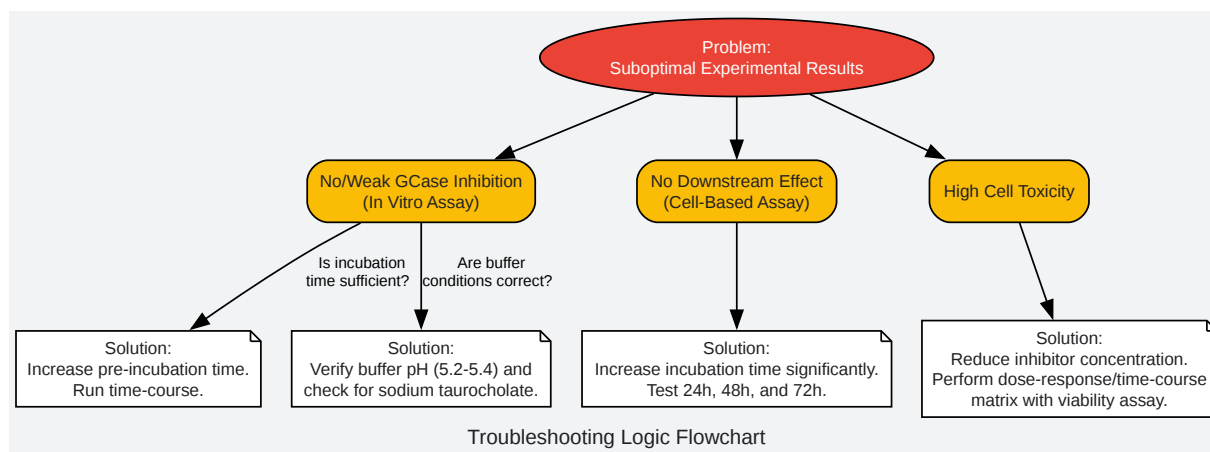 Problem:
Suboptimal Experimental Results
No/Weak GCase Inhibition
(In Vitro Assay)
No Downstream Effect
(Cell-Based Assay)
High Cell Toxicity
Is incubation
time sufficient?
Are buffer
conditions correct?
Solution:
Increase pre-incubation time.
Run time-course.
Solution:
Verify buffer pH (5.2-5.4) and
check for sodium taurocholate.
Solution:
Increase incubation time significantly.
Test 24h, 48h, and 72h.
Solution:
Reduce inhibitor concentration.
Perform dose-response/time-course
matrix with viability assay.
Troubleshooting Logic Flowchart